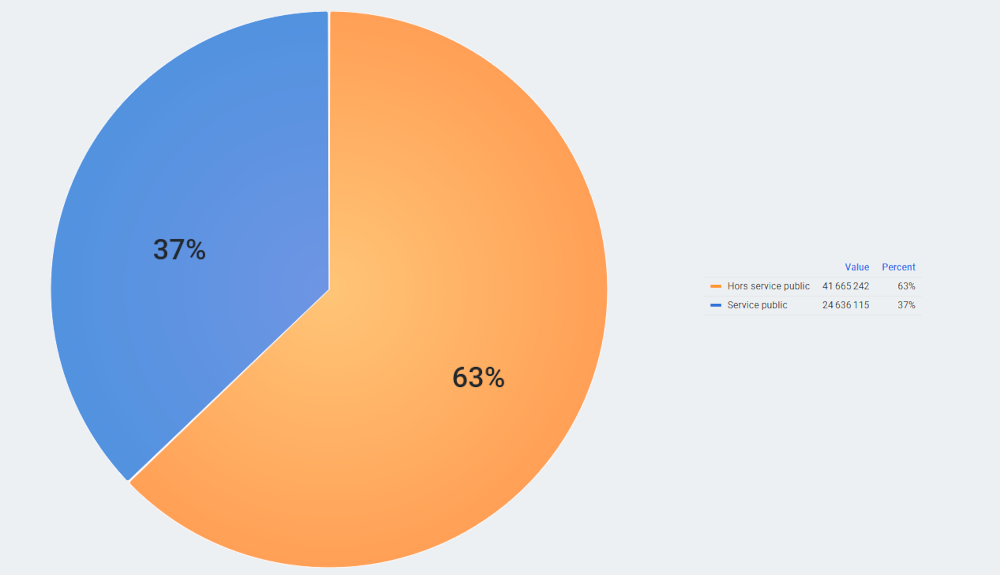 37%
63%
Value Percent
Hors service public 41 665 242 63%
Service public 24 636 115 37%